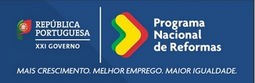 REPÚBLICA
PORTUGUESA
XXI GOVERNO
Programa
Nacional
de Reformas
MAIS CRESCIMENTO. MELHOR EMPREGO. MAIOR IGUALDADE.